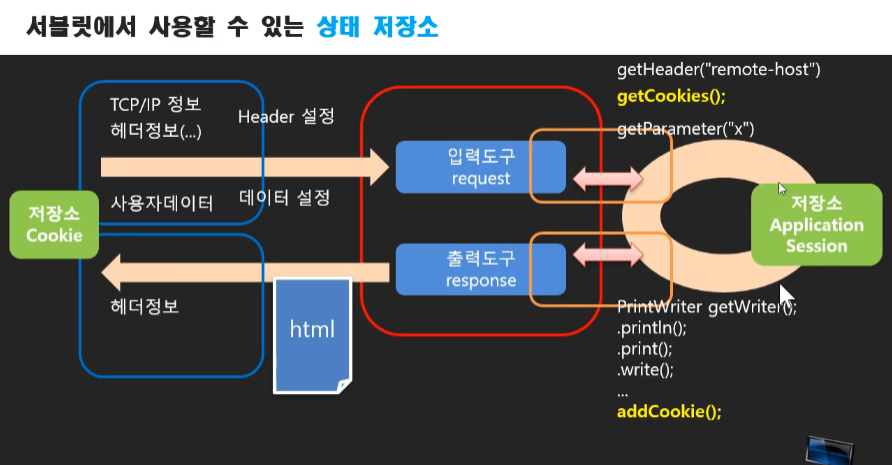 서블릿에서 사용할 수 있는 상태 저장소
TCP/IP 정보
헤더정보(...)
Header 설정
사용자데이터
데이터 설정
저장소
Cookie
헤더정보
html
입력도구
request
출력도구
response
getHeader("remote-host")
getCookies();
getParameter("x")
저장소
Application
Session
PrintWriter getWriter();
.println();
.print();
.write();
...
addCookie();